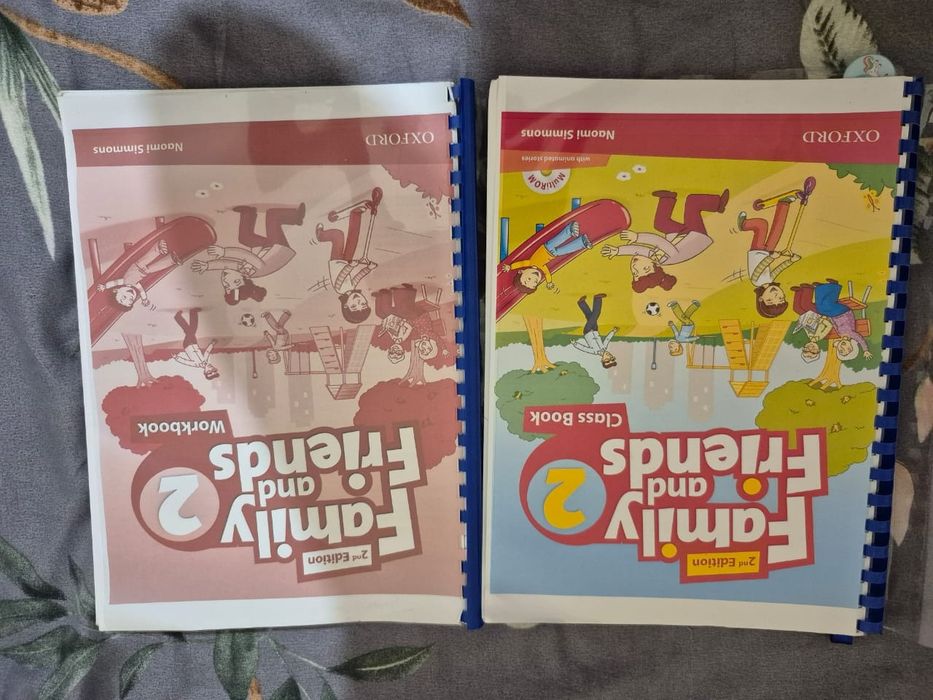 2nd Edition
Family
and
Friends
2
Workbook
OXFORD
Naomi Simmons
2nd Edition
Family
and
Friends
2
Class Book
MultiROM
with animated stories
OXFORD
Naomi Simmons